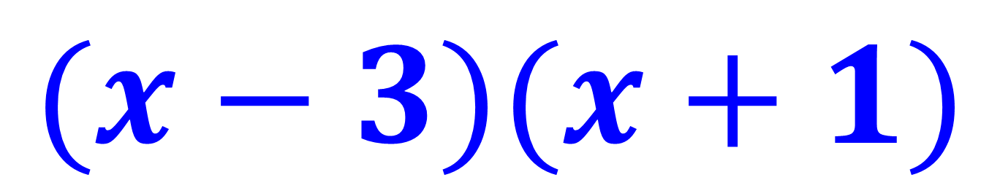 (x − 3)(x + 1)